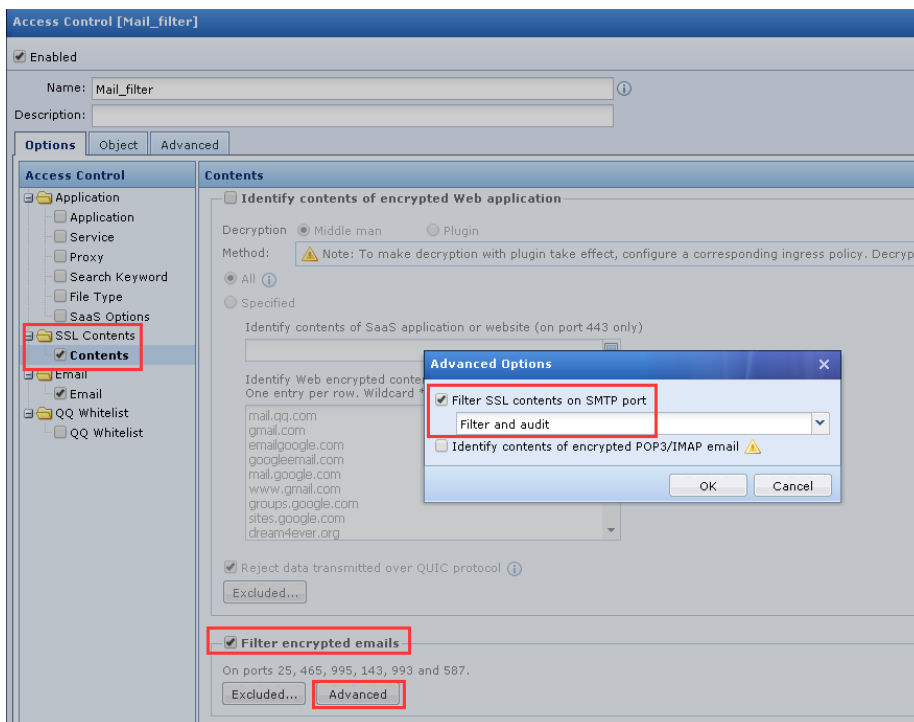 Access Control [Mail_filter]
Enabled
Name: Mail_filter
Description:
Options Object Advanced
Access Control
Application
Application
Service
Proxy
Search Keyword
File Type
SaaS Options
SSL Contents
Contents
Email
Email
QQ Whitelist
QQ Whitelist
Contents
Identify contents of encrypted Web application
Decryption Middle man Plugin
Method: Note: To make decryption with plugin take effect, configure a corresponding ingress policy. Decryp
All
Specified
Identify contents of SaaS application or website (on port 443 only)
Identify Web encrypted conte
One entry per row. Wildcard *
mail.qq.com
gmail.com
emailgoogle.com
googleemail.com
mail.google.com
www.gmail.com
groups.google.com
sites.google.com
dream4ever.org
Reject data transmitted over QUIC protocol
Excluded...
Filter encrypted emails
On ports 25, 465, 995, 143, 993 and 587.
Excluded... Advanced
Advanced Options
Filter SSL contents on SMTP port
Filter and audit
Identify contents of encrypted POP3/IMAP email
OK Cancel